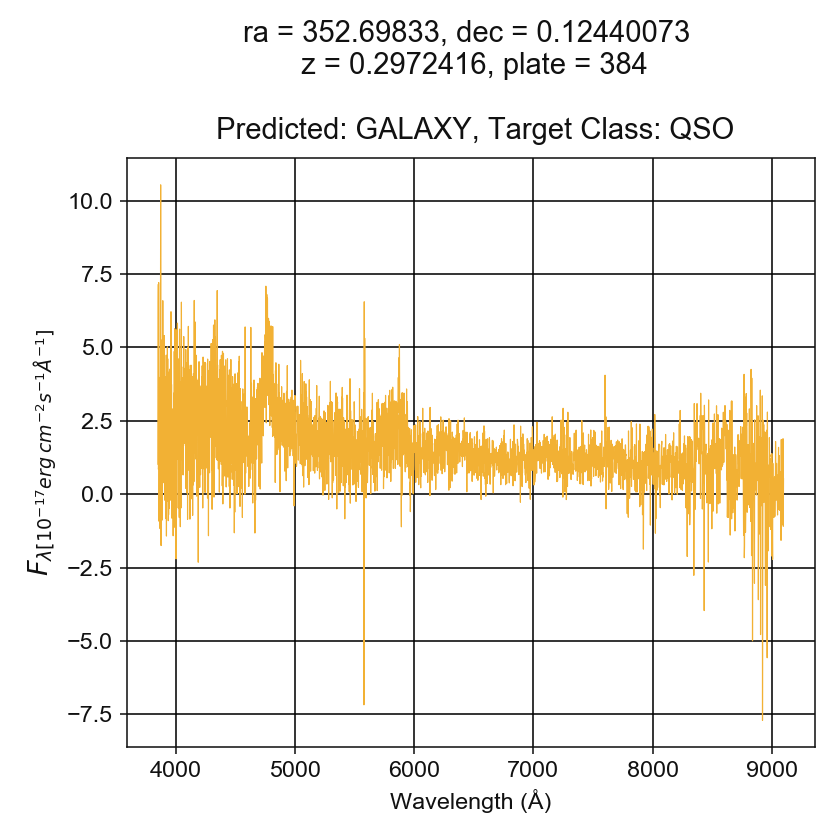 ra = 352.69833, dec = 0.12440073
z = 0.2972416, plate = 384
Predicted: GALAXY, Target Class: QSO
10.0
7.5
5.0
2.5
0.0
−2.5
−5.0
−7.5
F_{λ[10^{−17} erg cm^{−2} s^{−1} Å^{−1}]}
4000 5000 6000 7000 8000 9000
Wavelength (Å)